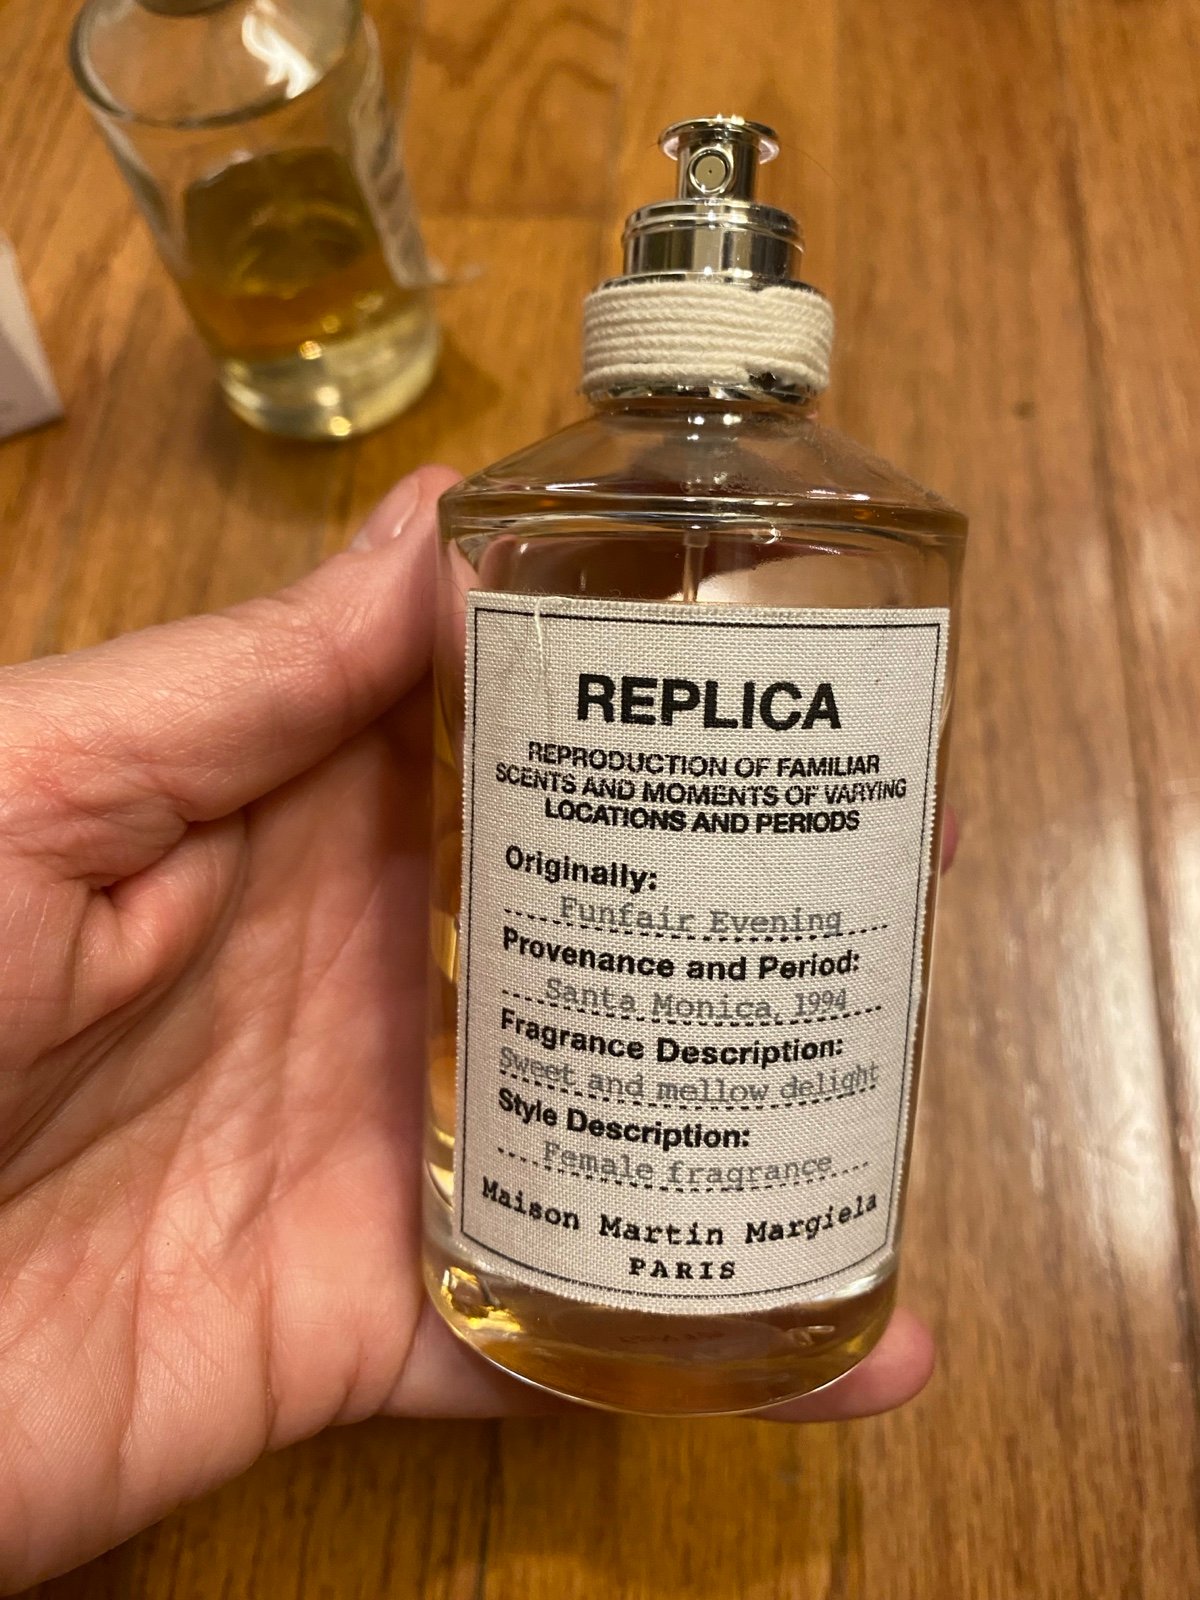 REPLICA
REPRODUCTION OF FAMILIAR
SCENTS AND MOMENTS OF VARYING
LOCATIONS AND PERIODS
Originally:
Funfair Evening
Provenance and Period:
Santa Monica, 1994
Fragrance Description:
Sweet and mellow delight
Style Description:
Female fragrance
Maison Martin Margiela
PARIS